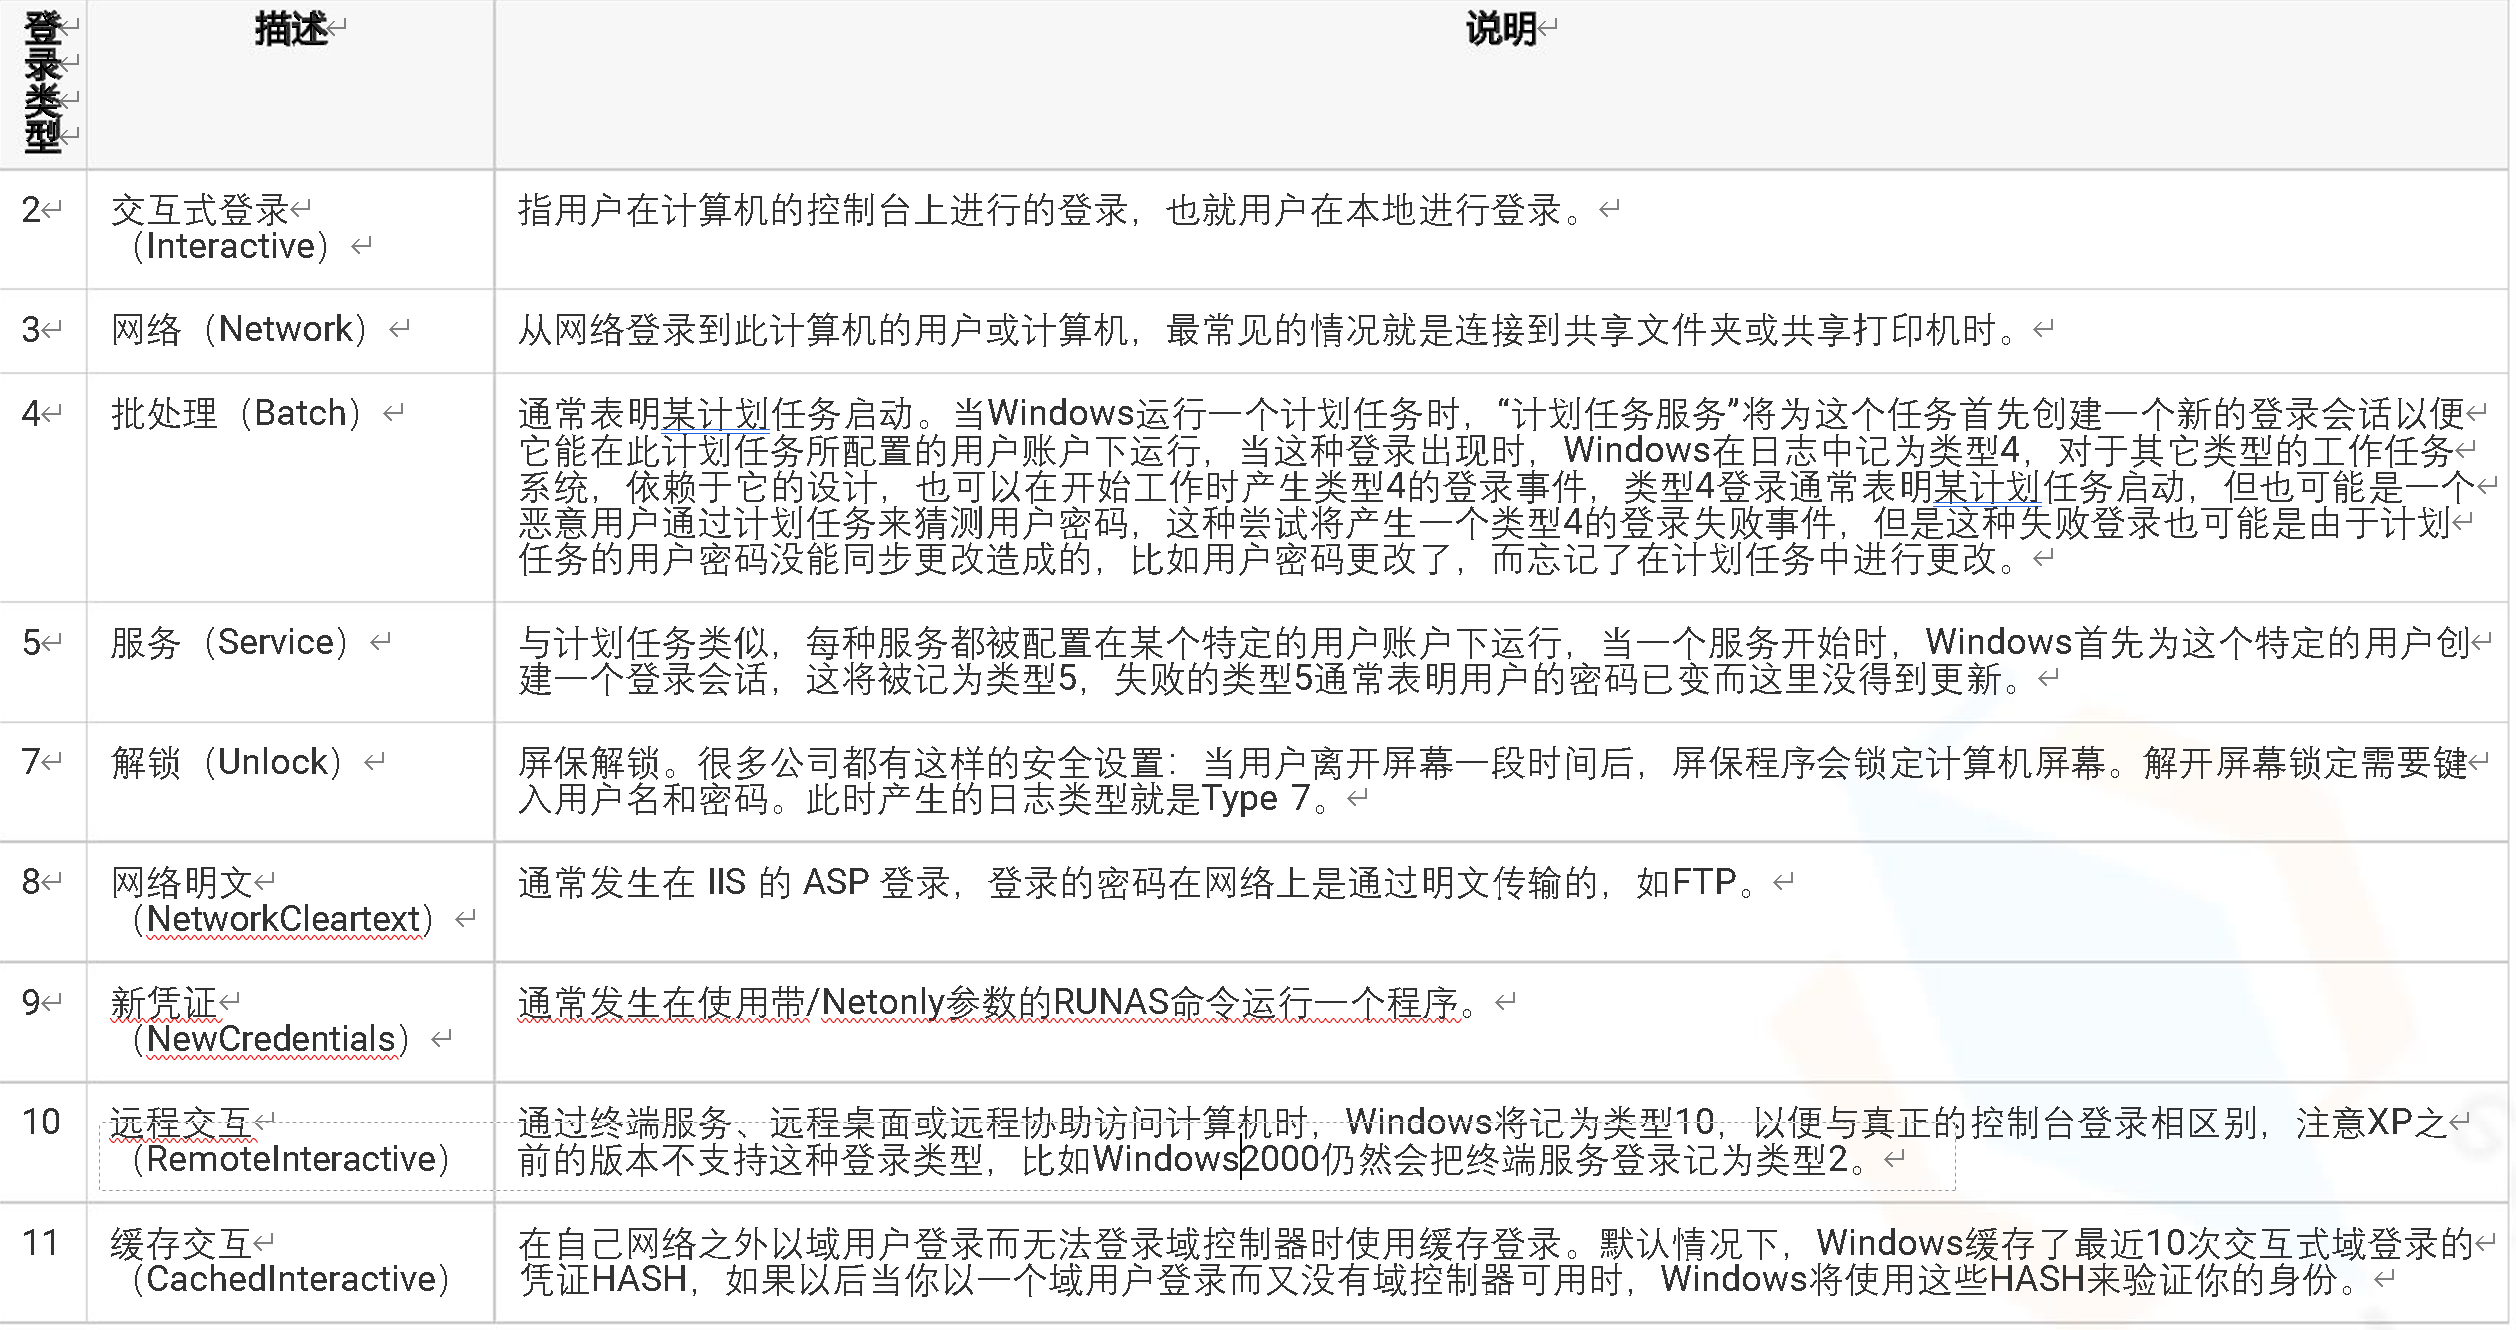 登
录
类
型
描述
说明
2
交互式登录
（Interactive）
指用户在计算机的控制台上进行的登录，也就用户在本地进行登录。
3
网络（Network）
从网络登录到此计算机的用户或计算机，最常见的情况就是连接到共享文件夹或共享打印机时。
4
批处理（Batch）
通常表明某计划任务启动。当Windows运行一个计划任务时，“计划任务服务”将为这个任务首先创建一个新的登录会话以便
它能在此计划任务所配置的用户账户下运行，当这种登录出现时，Windows在日志中记为类型4，对于其它类型的工作任务
系统，依赖于它的设计，也可以在开始工作时产生类型4的登录事件，类型4登录通常表明某计划任务启动，但也可能是一个
恶意用户通过计划任务来猜测用户密码，这种尝试将产生一个类型4的登录失败事件，但是这种失败登录也可能是由于计划
任务的用户密码没能同步更改造成的，比如用户密码更改了，而忘记了在计划任务中进行更改。
5
服务（Service）
与计划任务类似，每种服务都被配置在某个特定的用户账户下运行，当一个服务开始时，Windows首先为这个特定的用户创
建一个登录会话，这将被记为类型5，失败的类型5通常表明用户的密码已变而这里没得到更新。
7
解锁（Unlock）
屏保解锁。很多公司都有这样的安全设置：当用户离开屏幕一段时间后，屏保程序会锁定计算机屏幕。解开屏幕锁定需要键
入用户名和密码。此时产生的日志类型就是Type 7。
8
网络明文
（NetworkCleartext）
通常发生在 IIS 的 ASP 登录，登录的密码在网络上是通过明文传输的，如FTP。
9
新凭证
（NewCredentials）
通常发生在使用带/Netonly参数的RUNAS命令运行一个程序。
10
远程交互
（RemoteInteractive）
通过终端服务、远程桌面或远程协助访问计算机时，Windows将记为类型10，以便与真正的控制台登录相区别，注意XP之
前的版本不支持这种登录类型，比如Windows2000仍然会把终端服务登录记为类型2。
11
缓存交互
（CachedInteractive）
在自己网络之外以域用户登录而无法登录域控制器时使用缓存登录。默认情况下，Windows缓存了最近10次交互式域登录的
凭证HASH，如果以后当你以一个域用户登录而又没有域控制器可用时，Windows将使用这些HASH来验证你的身份。